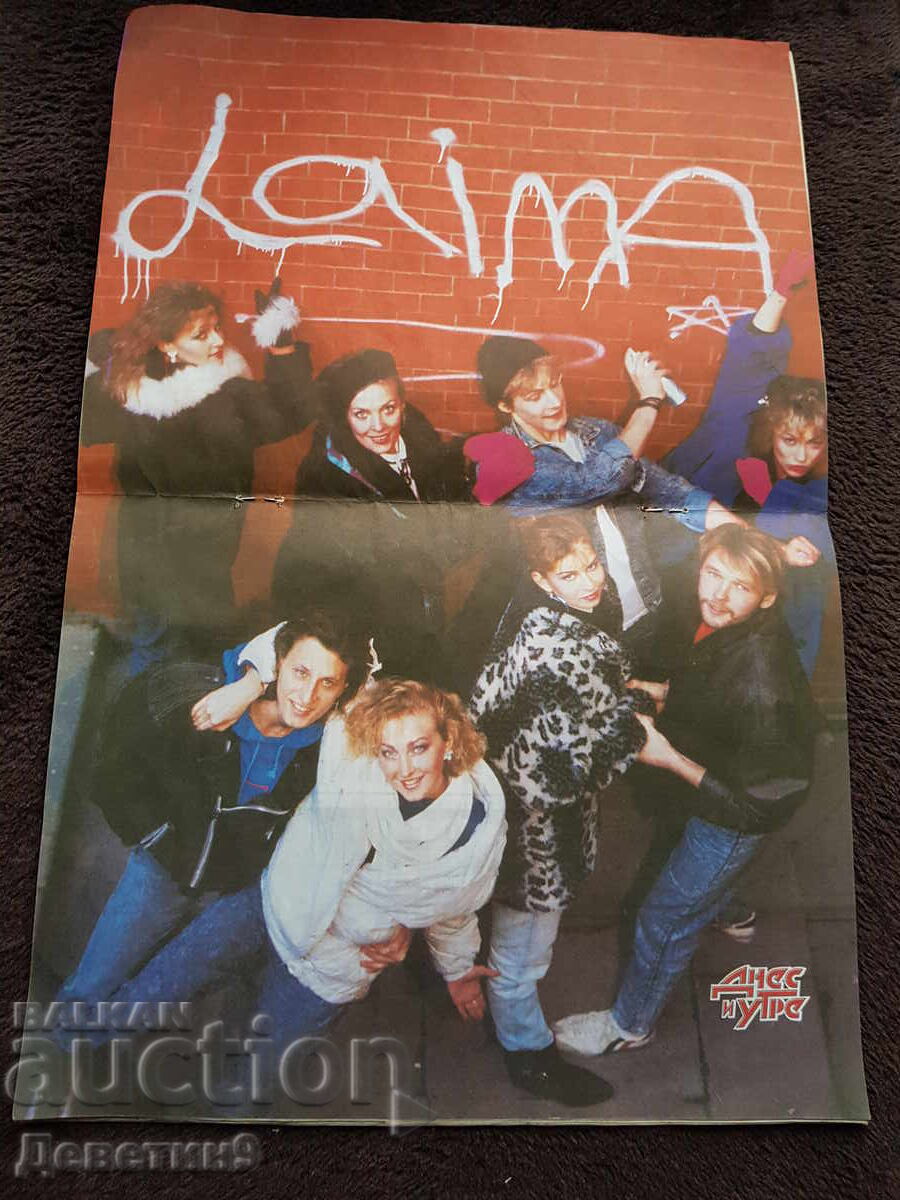 Laima
Днес
и утре
BALKAN
auction
Деветин9